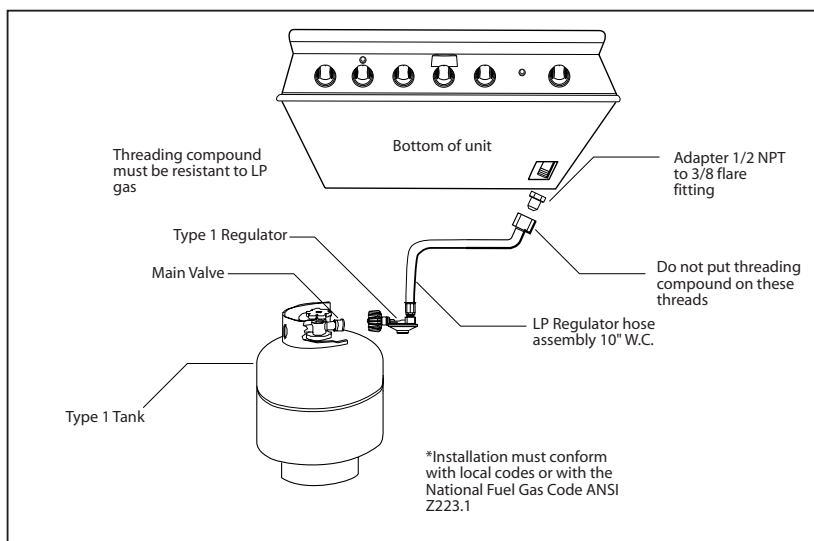 Bottom of unit
Threading compound
must be resistant to LP
gas
Adapter 1/2 NPT
to 3/8 flare
fitting
Type 1 Regulator
Main Valve
Do not put threading
compound on these
threads
LP Regulator hose
assembly 10" W.C.
Type 1 Tank
*Installation must conform
with local codes or with the
National Fuel Gas Code ANSI
Z223.1